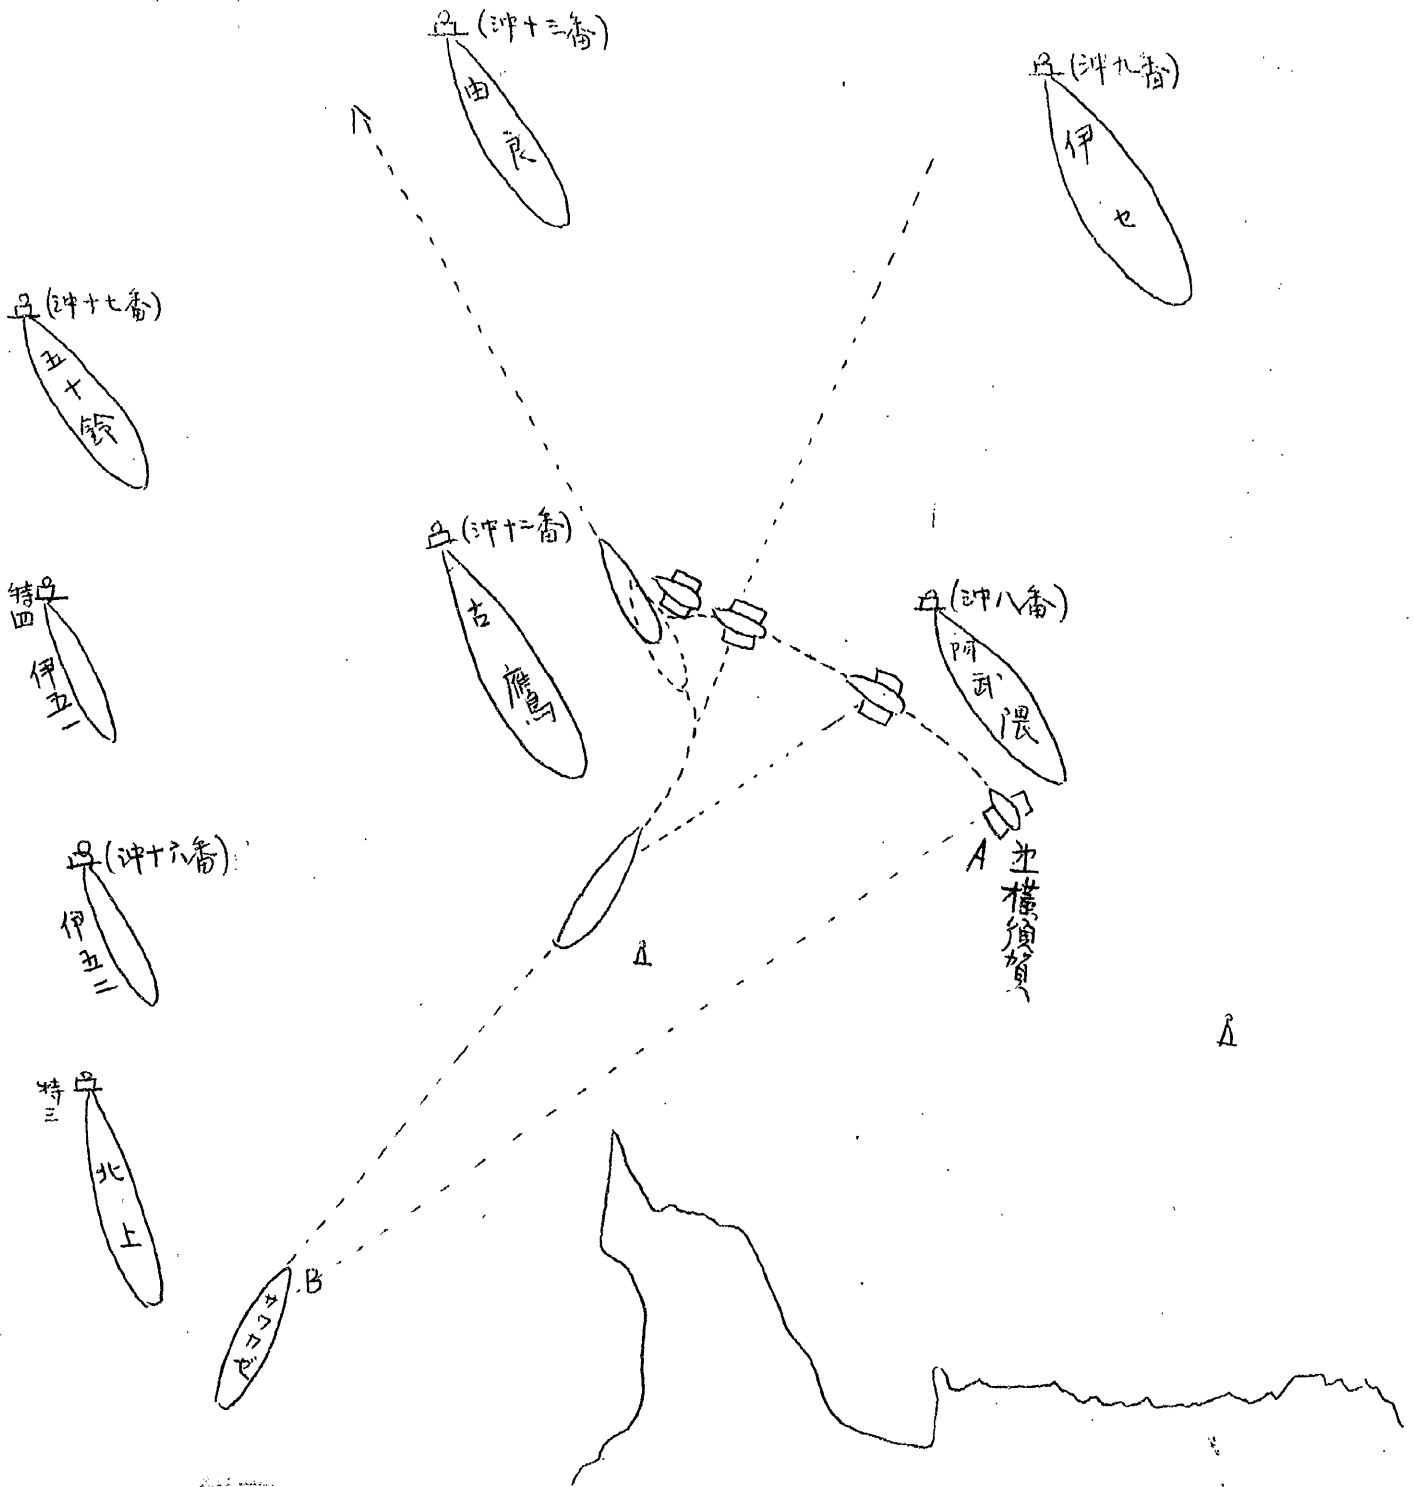 (沖十三番)
由良
(沖九番)
伊セ
(沖十七番)
五十鈴
(沖十二番)
古鷹
特四
伊五一
(沖八番)
阿武隈
(沖十六番)
伊五二
A
横須賀
特三
北上
B
サワカゼ